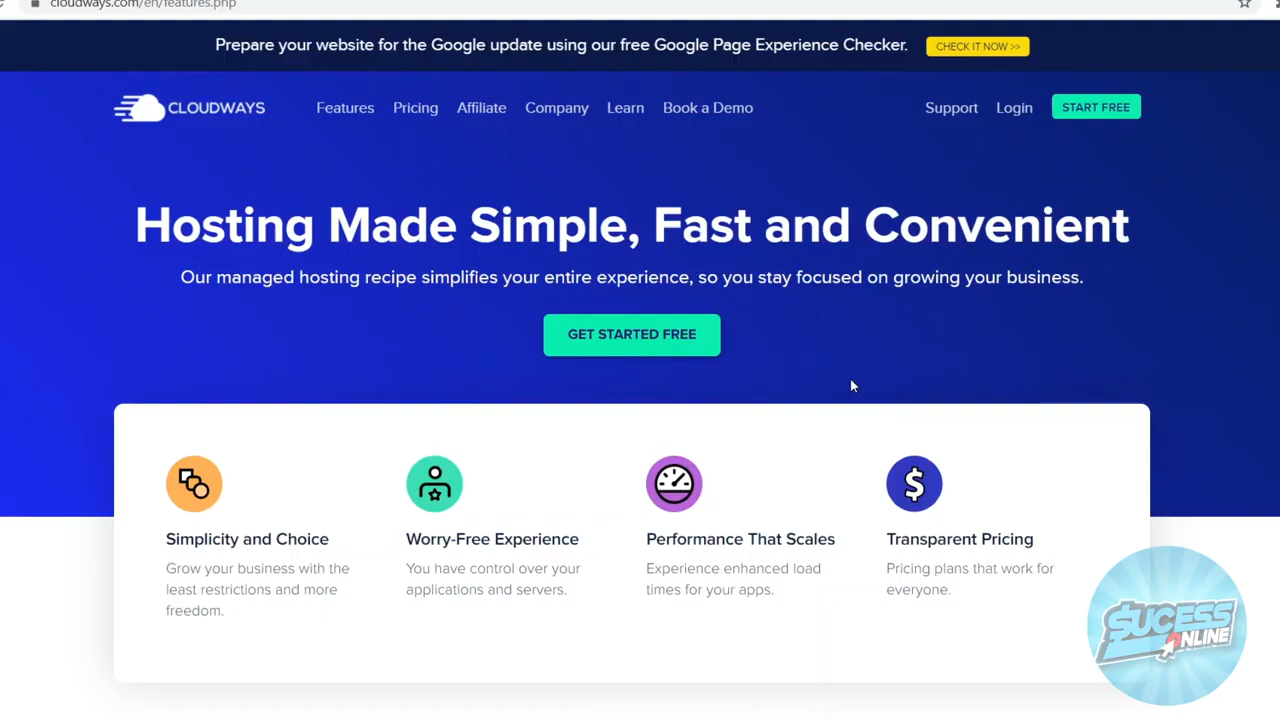 cloudways.com/en/features.php
Prepare your website for the Google update using our free Google Page Experience Checker. CHECK IT NOW >>
CLOUDWAYS Features Pricing Affiliate Company Learn Book a Demo Support Login START FREE
Hosting Made Simple, Fast and Convenient
Our managed hosting recipe simplifies your entire experience, so you stay focused on growing your business.
GET STARTED FREE
$
Simplicity and Choice
Grow your business with the
least restrictions and more
freedom.
Worry-Free Experience
You have control over your
applications and servers.
Performance That Scales
Experience enhanced load
times for your apps.
Transparent Pricing
Pricing plans that work for
everyone.
$UCESS
ONLINE